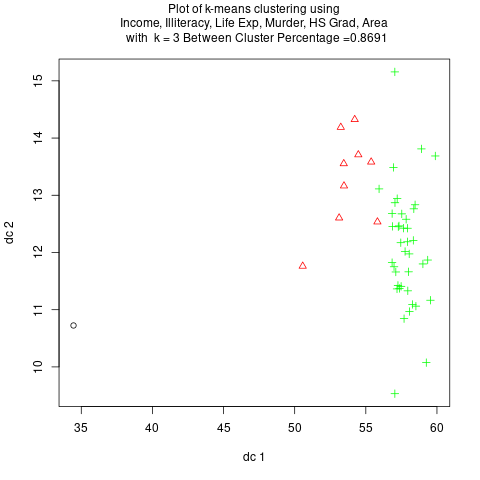 Plot of k-means clustering using
Income, Illiteracy, Life Exp, Murder, HS Grad, Area
with k = 3 Between Cluster Percentage =0.8691
15
14
13
12
11
10
dc 2
35 40 45 50 55 60
dc 1